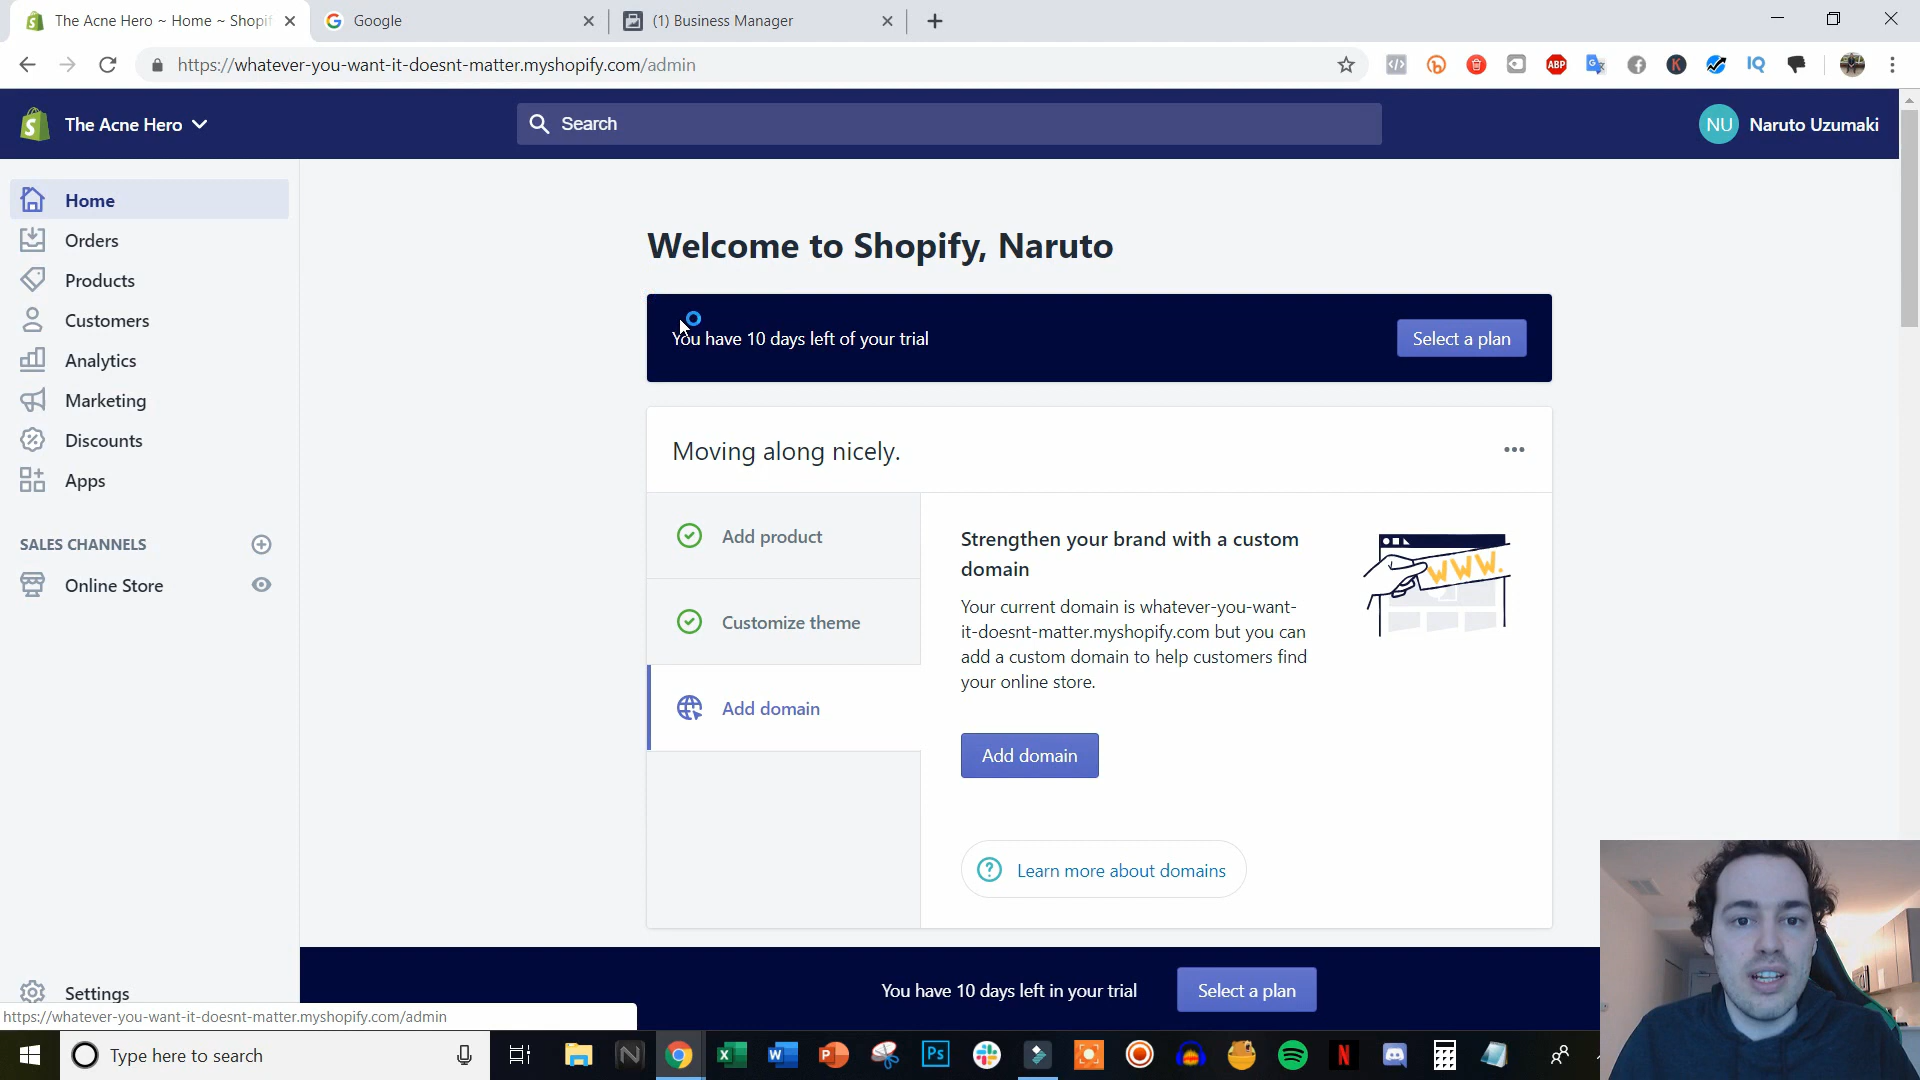 The Acne Hero ~ Home ~ Shopif
Google
(1) Business Manager
https://whatever-you-want-it-doesnt-matter.myshopify.com/admin
ABP
K
IQ
The Acne Hero
Search
NU
Naruto Uzumaki
Home
Orders
Products
Customers
Analytics
Marketing
Discounts
Apps
SALES CHANNELS
Online Store
Settings
Welcome to Shopify, Naruto
You have 10 days left of your trial
Select a plan
Moving along nicely.
Add product
Customize theme
Add domain
Strengthen your brand with a custom
domain
Your current domain is whatever-you-want-
it-doesnt-matter.myshopify.com but you can
add a custom domain to help customers find
your online store.
WWW.
Add domain
Learn more about domains
You have 10 days left in your trial
Select a plan
https://whatever-you-want-it-doesnt-matter.myshopify.com/admin
Type here to search